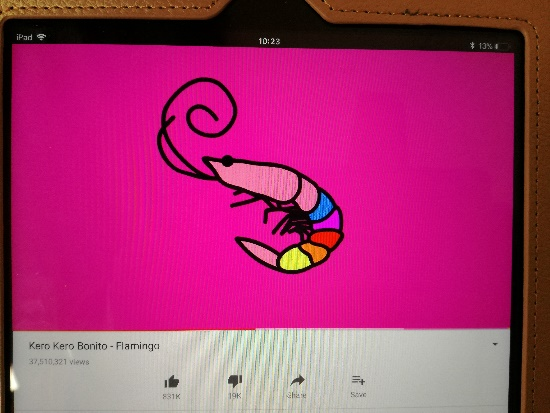 iPad 10:23 13%
Kero Kero Bonito - Flamingo
37,510,321 views
831K 19K Share Save